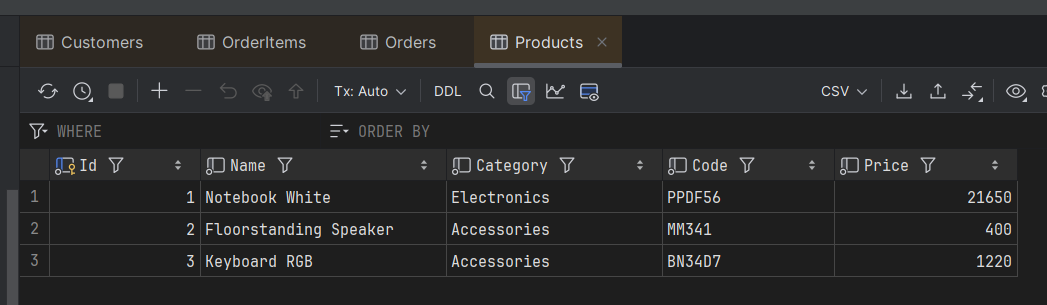 Customers OrderItems Orders Products
Tx: Auto DDL CSV
WHERE ORDER BY
Id Name Category Code Price
1 1 Notebook White Electronics PPDF56 21650
2 2 Floorstanding Speaker Accessories MM341 400
3 3 Keyboard RGB Accessories BN34D7 1220